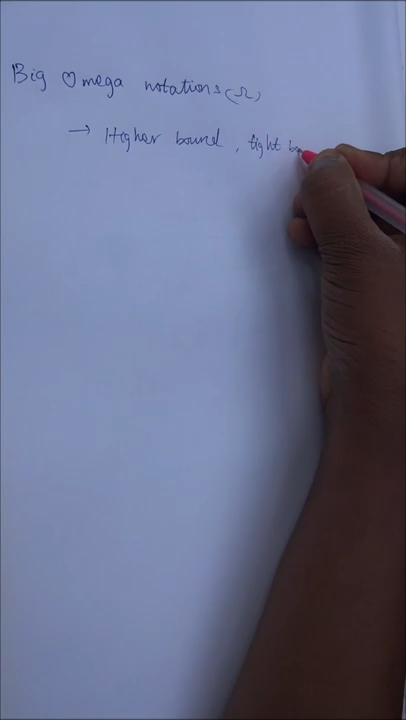 Big Omega notations (Ω)
→ Higher bound, tight